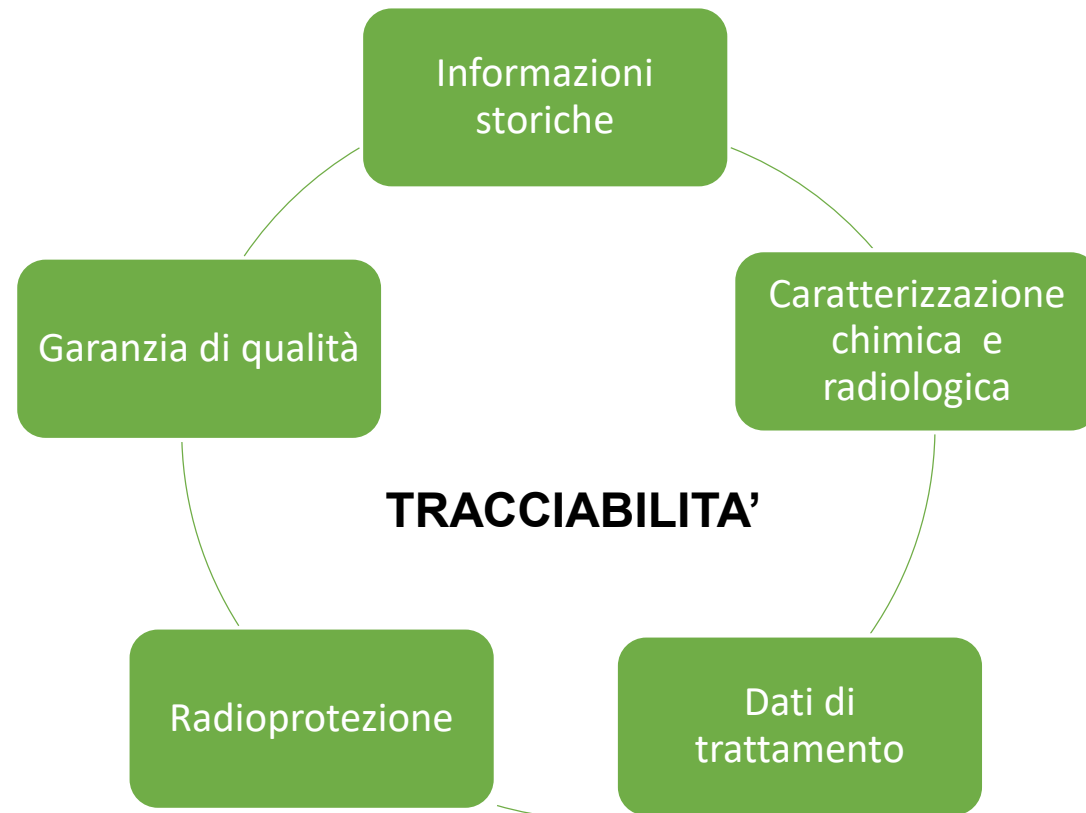 Informazioni
storiche
Caratterizzazione
chimica e
radiologica
Garanzia di qualità
TRACCIABILITA’
Radioprotezione
Dati di
trattamento